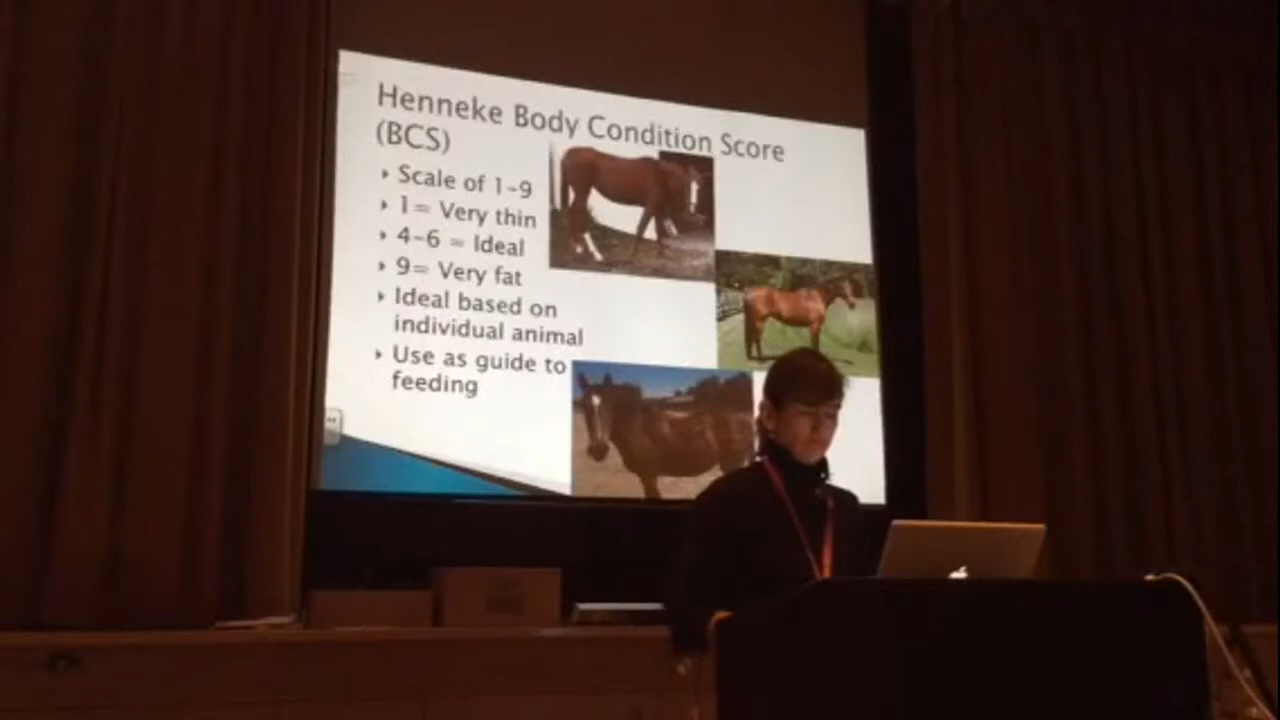 Henneke Body Condition Score
(BCS)
Scale of 1-9
1= Very thin
4-6 = Ideal
9= Very fat
Ideal based on
individual animal
Use as guide to
feeding